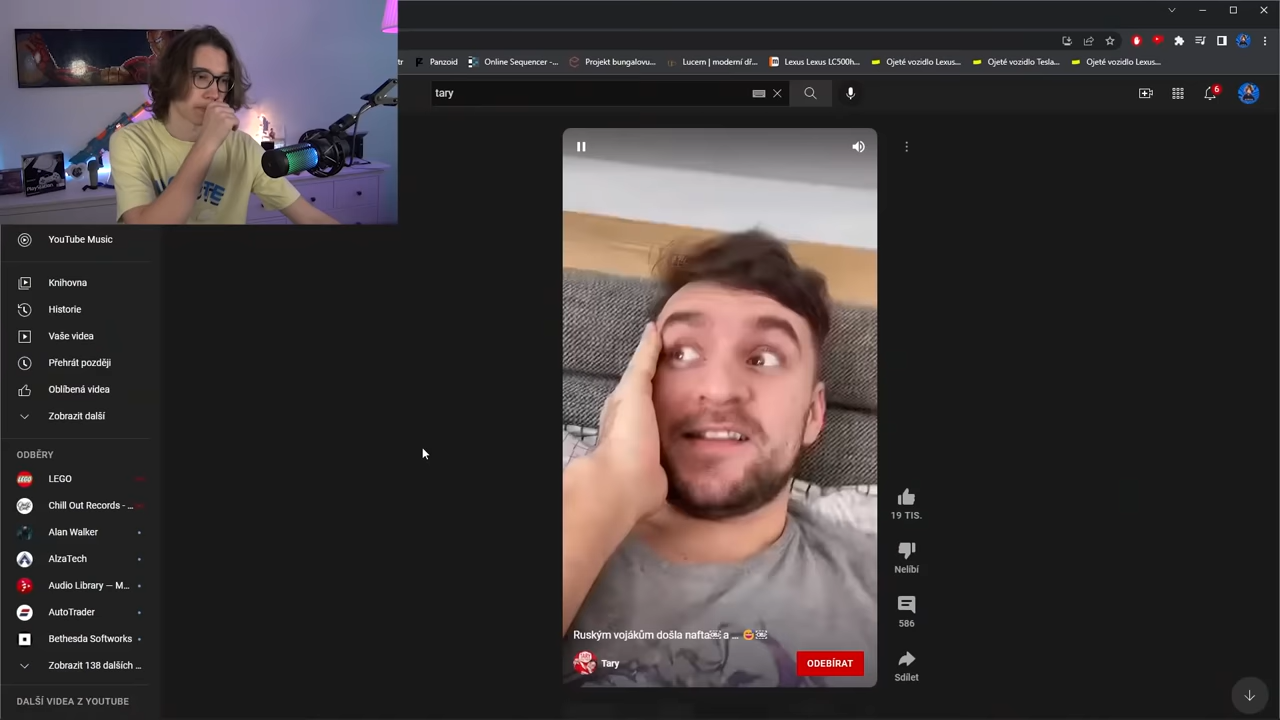 tr
Panzoid
Online Sequencer -...
Projekt bungalovu...
Lucern | moderní dř...
Lexus Lexus LC500h...
Ojeté vozidlo Lexus...
Ojeté vozidlo Tesla...
Ojeté vozidlo Lexus...
tary
6
YouTube Music
Knihovna
Historie
Vaše videa
Přehrát později
Oblíbená videa
Zobrazit další
ODBĚRY
LEGO
Chill Out Records - ...
Alan Walker
AlzaTech
Audio Library — M...
AutoTrader
Bethesda Softworks
Zobrazit 138 dalších ...
DALŠÍ VIDEA Z YOUTUBE
19 TIS.
Nelíbí
586
Sdílet
Ruským vojákům došla nafta a ...
Tary
ODEBÍRAT